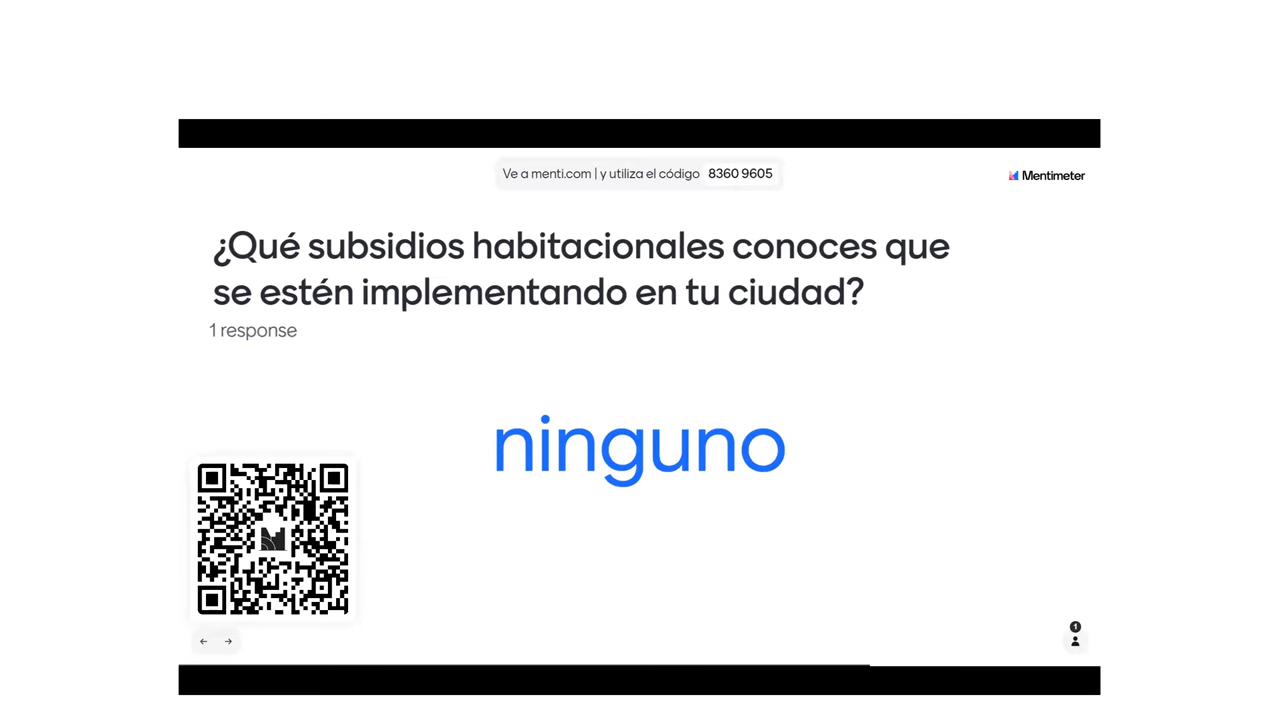 Ve a menti.com | y utiliza el código 8360 9605
Mentimeter
¿Qué subsidios habitacionales conoces que
se estén implementando en tu ciudad?
1 response
ninguno
1